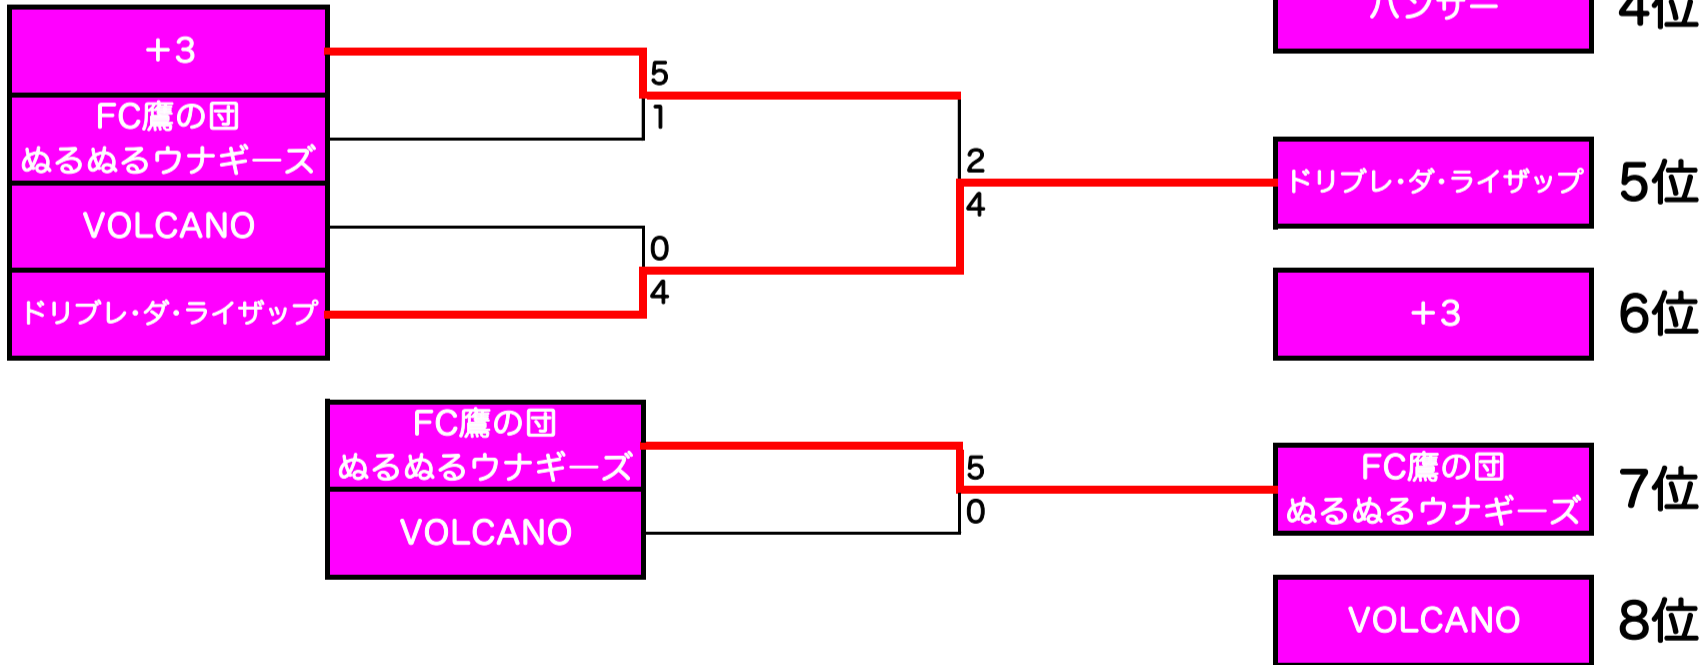 パンサー
4位
+3
FC鷹の団
ぬるぬるウナギーズ
VOLCANO
ドリブレ・ダ・ライザップ
5
1
0
4
2
4
ドリブレ・ダ・ライザップ
5位
+3
6位
FC鷹の団
ぬるぬるウナギーズ
VOLCANO
5
0
FC鷹の団
ぬるぬるウナギーズ
7位
VOLCANO
8位